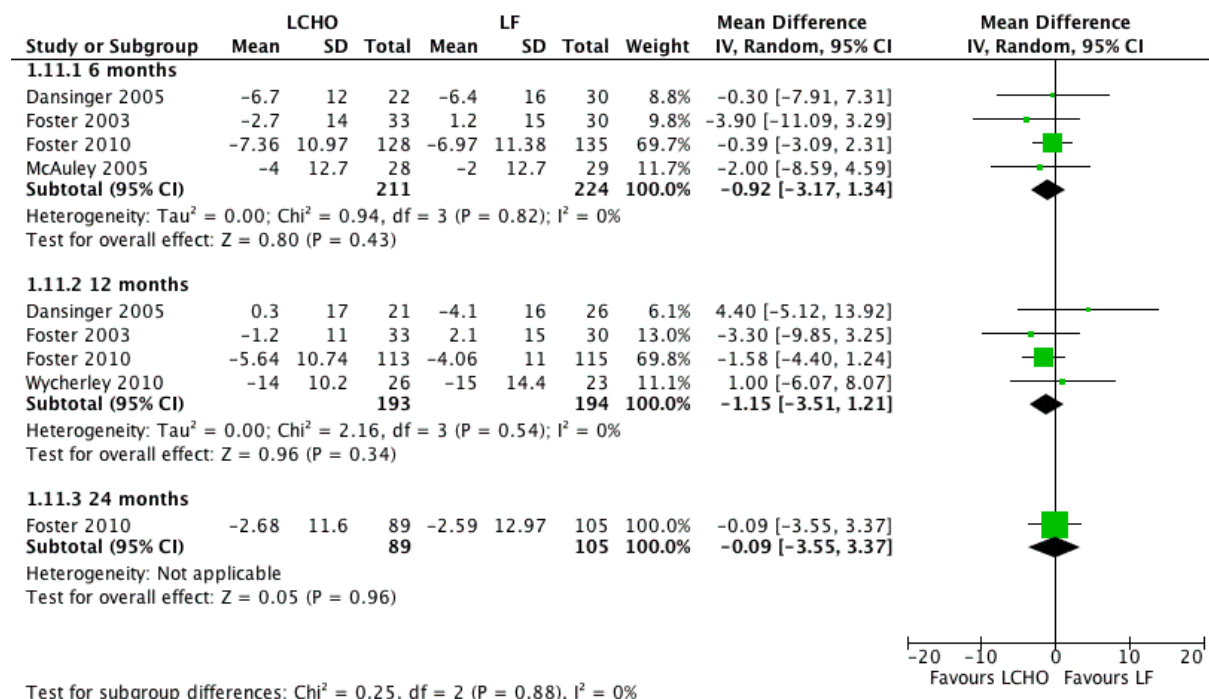 LCHO LF Mean Difference Mean Difference
Study or Subgroup Mean SD Total Mean SD Total Weight IV, Random, 95% CI IV, Random, 95% CI
1.11.1 6 months
Dansinger 2005 −6.7 12 22 −6.4 16 30 8.8% −0.30 [−7.91, 7.31]
Foster 2003 −2.7 14 33 1.2 15 30 9.8% −3.90 [−11.09, 3.29]
Foster 2010 −7.36 10.97 128 −6.97 11.38 135 69.7% −0.39 [−3.09, 2.31]
McAuley 2005 −4 12.7 28 −2 12.7 29 11.7% −2.00 [−8.59, 4.59]
Subtotal (95% CI) 211 224 100.0% −0.92 [−3.17, 1.34]
Heterogeneity: Tau² = 0.00; Chi² = 0.94, df = 3 (P = 0.82); I² = 0%
Test for overall effect: Z = 0.80 (P = 0.43)
1.11.2 12 months
Dansinger 2005 0.3 17 21 −4.1 16 26 6.1% 4.40 [−5.12, 13.92]
Foster 2003 −1.2 11 33 2.1 15 30 13.0% −3.30 [−9.85, 3.25]
Foster 2010 −5.64 10.74 113 −4.06 11 115 69.8% −1.58 [−4.40, 1.24]
Wycherley 2010 −14 10.2 26 −15 14.4 23 11.1% 1.00 [−6.07, 8.07]
Subtotal (95% CI) 193 194 100.0% −1.15 [−3.51, 1.21]
Heterogeneity: Tau² = 0.00; Chi² = 2.16, df = 3 (P = 0.54); I² = 0%
Test for overall effect: Z = 0.96 (P = 0.34)
1.11.3 24 months
Foster 2010 −2.68 11.6 89 −2.59 12.97 105 100.0% −0.09 [−3.55, 3.37]
Subtotal (95% CI) 89 105 100.0% −0.09 [−3.55, 3.37]
Heterogeneity: Not applicable
Test for overall effect: Z = 0.05 (P = 0.96)
−20 −10 0 10 20
Favours LCHO Favours LF
Test for subgroup differences: Chi² = 0.25, df = 2 (P = 0.88), I² = 0%